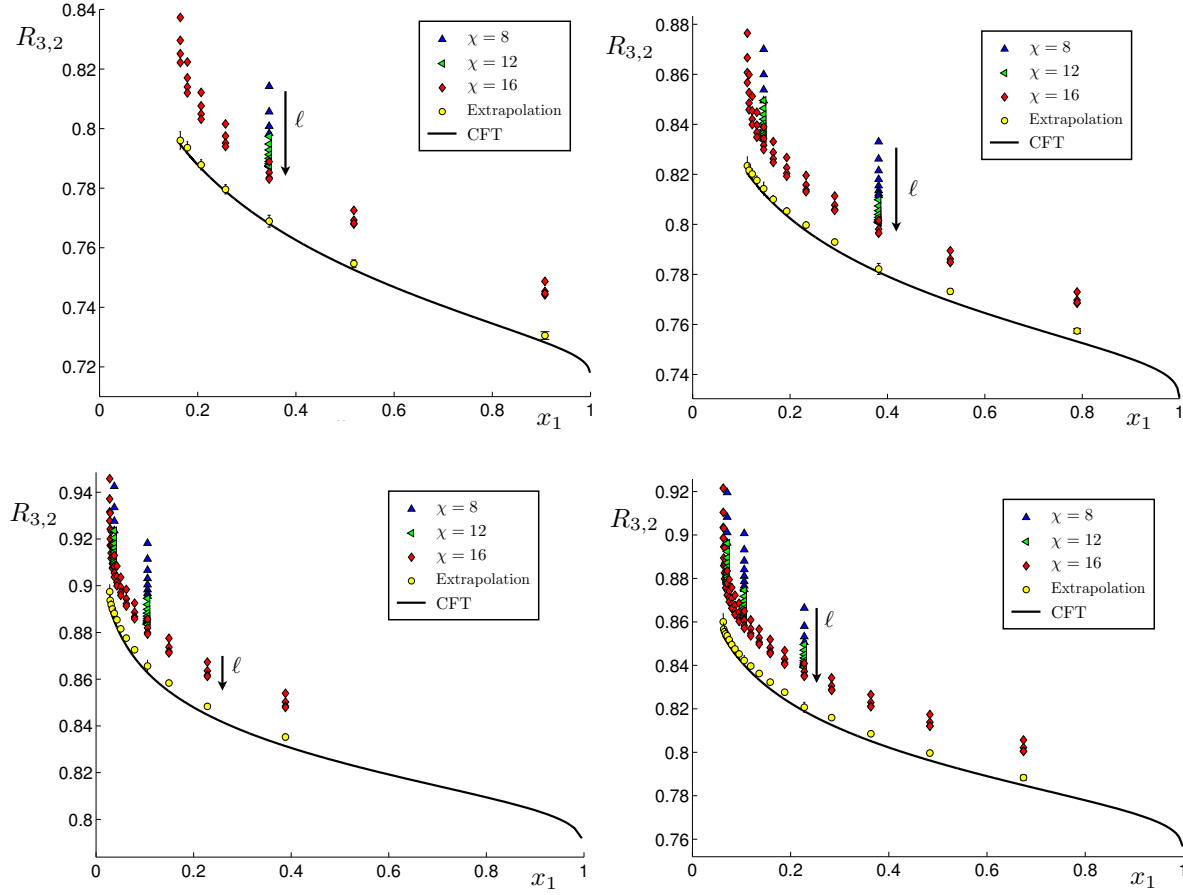 0.84
R₃,₂
0.82
0.8
0.78
0.76
0.74
0.72
0
0.2
0.4
0.6
0.8
1
x₁
χ = 8
χ = 12
χ = 16
Extrapolation
CFT
ℓ
0.88
R₃,₂
0.86
0.84
0.82
0.8
0.78
0.76
0.74
0
0.2
0.4
0.6
0.8
1
x₁
χ = 8
χ = 12
χ = 16
Extrapolation
CFT
ℓ
0.94
R₃,₂
0.92
0.9
0.88
0.86
0.84
0.82
0.8
0
0.2
0.4
0.6
0.8
1
x₁
χ = 8
χ = 12
χ = 16
Extrapolation
CFT
ℓ
0.92
R₃,₂
0.9
0.88
0.86
0.84
0.82
0.8
0.78
0.76
0
0.2
0.4
0.6
0.8
1
x₁
χ = 8
χ = 12
χ = 16
Extrapolation
CFT
ℓ